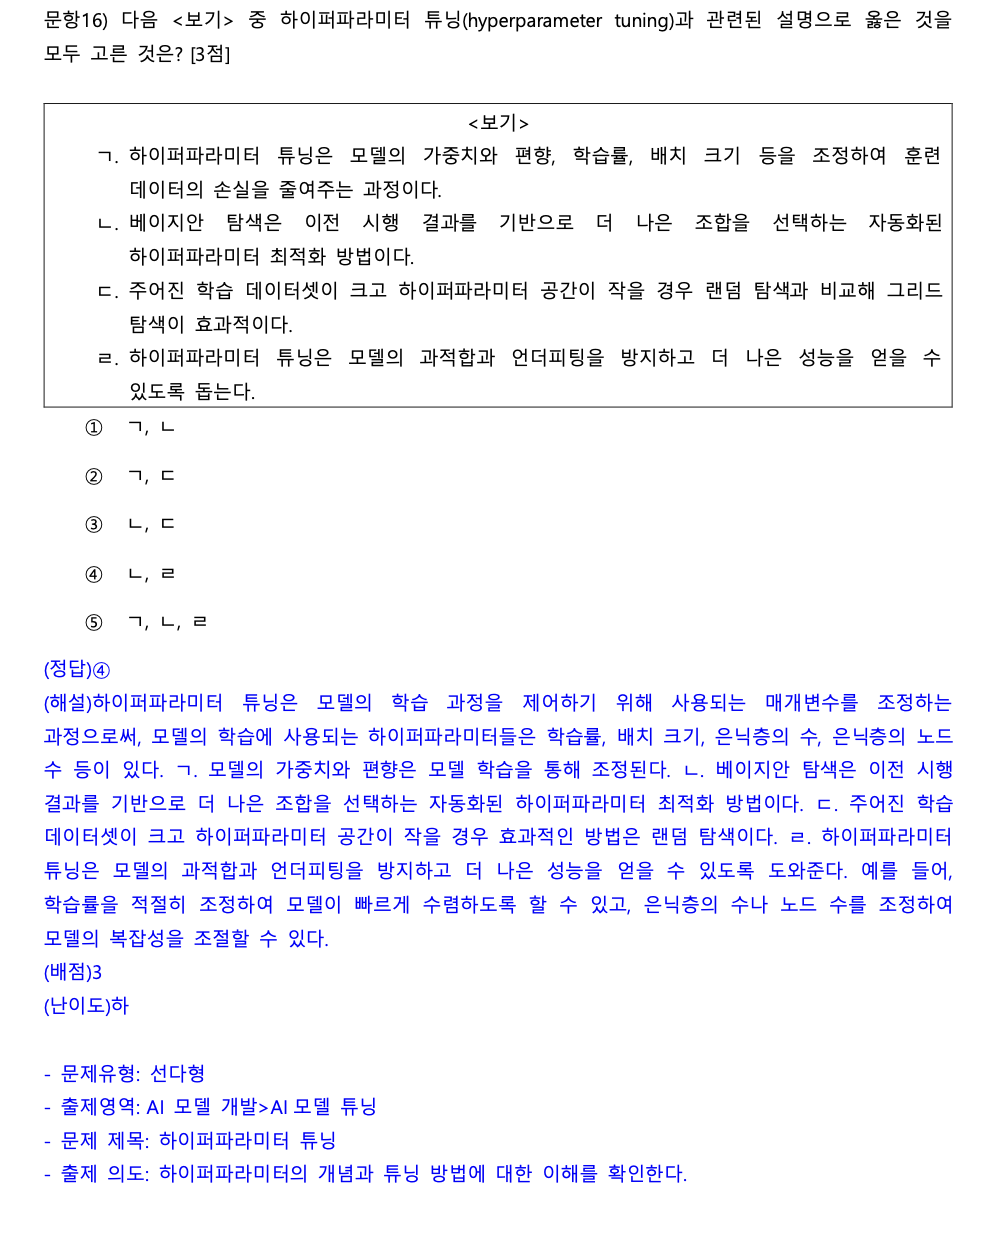 문항16) 다음 <보기> 중 하이퍼파라미터 튜닝(hyperparameter tuning)과 관련된 설명으로 옳은 것을
모두 고른 것은? [3점]
<보기>
ㄱ. 하이퍼파라미터 튜닝은 모델의 가중치와 편향, 학습률, 배치 크기 등을 조정하여 훈련
데이터의 손실을 줄여주는 과정이다.
ㄴ. 베이지안 탐색은 이전 시행 결과를 기반으로 더 나은 조합을 선택하는 자동화된
하이퍼파라미터 최적화 방법이다.
ㄷ. 주어진 학습 데이터셋이 크고 하이퍼파라미터 공간이 작을 경우 랜덤 탐색과 비교해 그리드
탐색이 효과적이다.
ㄹ. 하이퍼파라미터 튜닝은 모델의 과적합과 언더피팅을 방지하고 더 나은 성능을 얻을 수
있도록 돕는다.
① ㄱ, ㄴ
② ㄱ, ㄷ
③ ㄴ, ㄷ
④ ㄴ, ㄹ
⑤ ㄱ, ㄴ, ㄹ
(정답)④
(해설)하이퍼파라미터 튜닝은 모델의 학습 과정을 제어하기 위해 사용되는 매개변수를 조정하는
과정으로써, 모델의 학습에 사용되는 하이퍼파라미터들은 학습률, 배치 크기, 은닉층의 수, 은닉층의 노드
수 등이 있다. ㄱ. 모델의 가중치와 편향은 모델 학습을 통해 조정된다. ㄴ. 베이지안 탐색은 이전 시행
결과를 기반으로 더 나은 조합을 선택하는 자동화된 하이퍼파라미터 최적화 방법이다. ㄷ. 주어진 학습
데이터셋이 크고 하이퍼파라미터 공간이 작을 경우 효과적인 방법은 랜덤 탐색이다. ㄹ. 하이퍼파라미터
튜닝은 모델의 과적합과 언더피팅을 방지하고 더 나은 성능을 얻을 수 있도록 도와준다. 예를 들어,
학습률을 적절히 조정하여 모델이 빠르게 수렴하도록 할 수 있고, 은닉층의 수나 노드 수를 조정하여
모델의 복잡성을 조절할 수 있다.
(배점)3
(난이도)하
- 문제유형: 선다형
- 출제영역: AI 모델 개발>AI 모델 튜닝
- 문제 제목: 하이퍼파라미터 튜닝
- 출제 의도: 하이퍼파라미터의 개념과 튜닝 방법에 대한 이해를 확인한다.